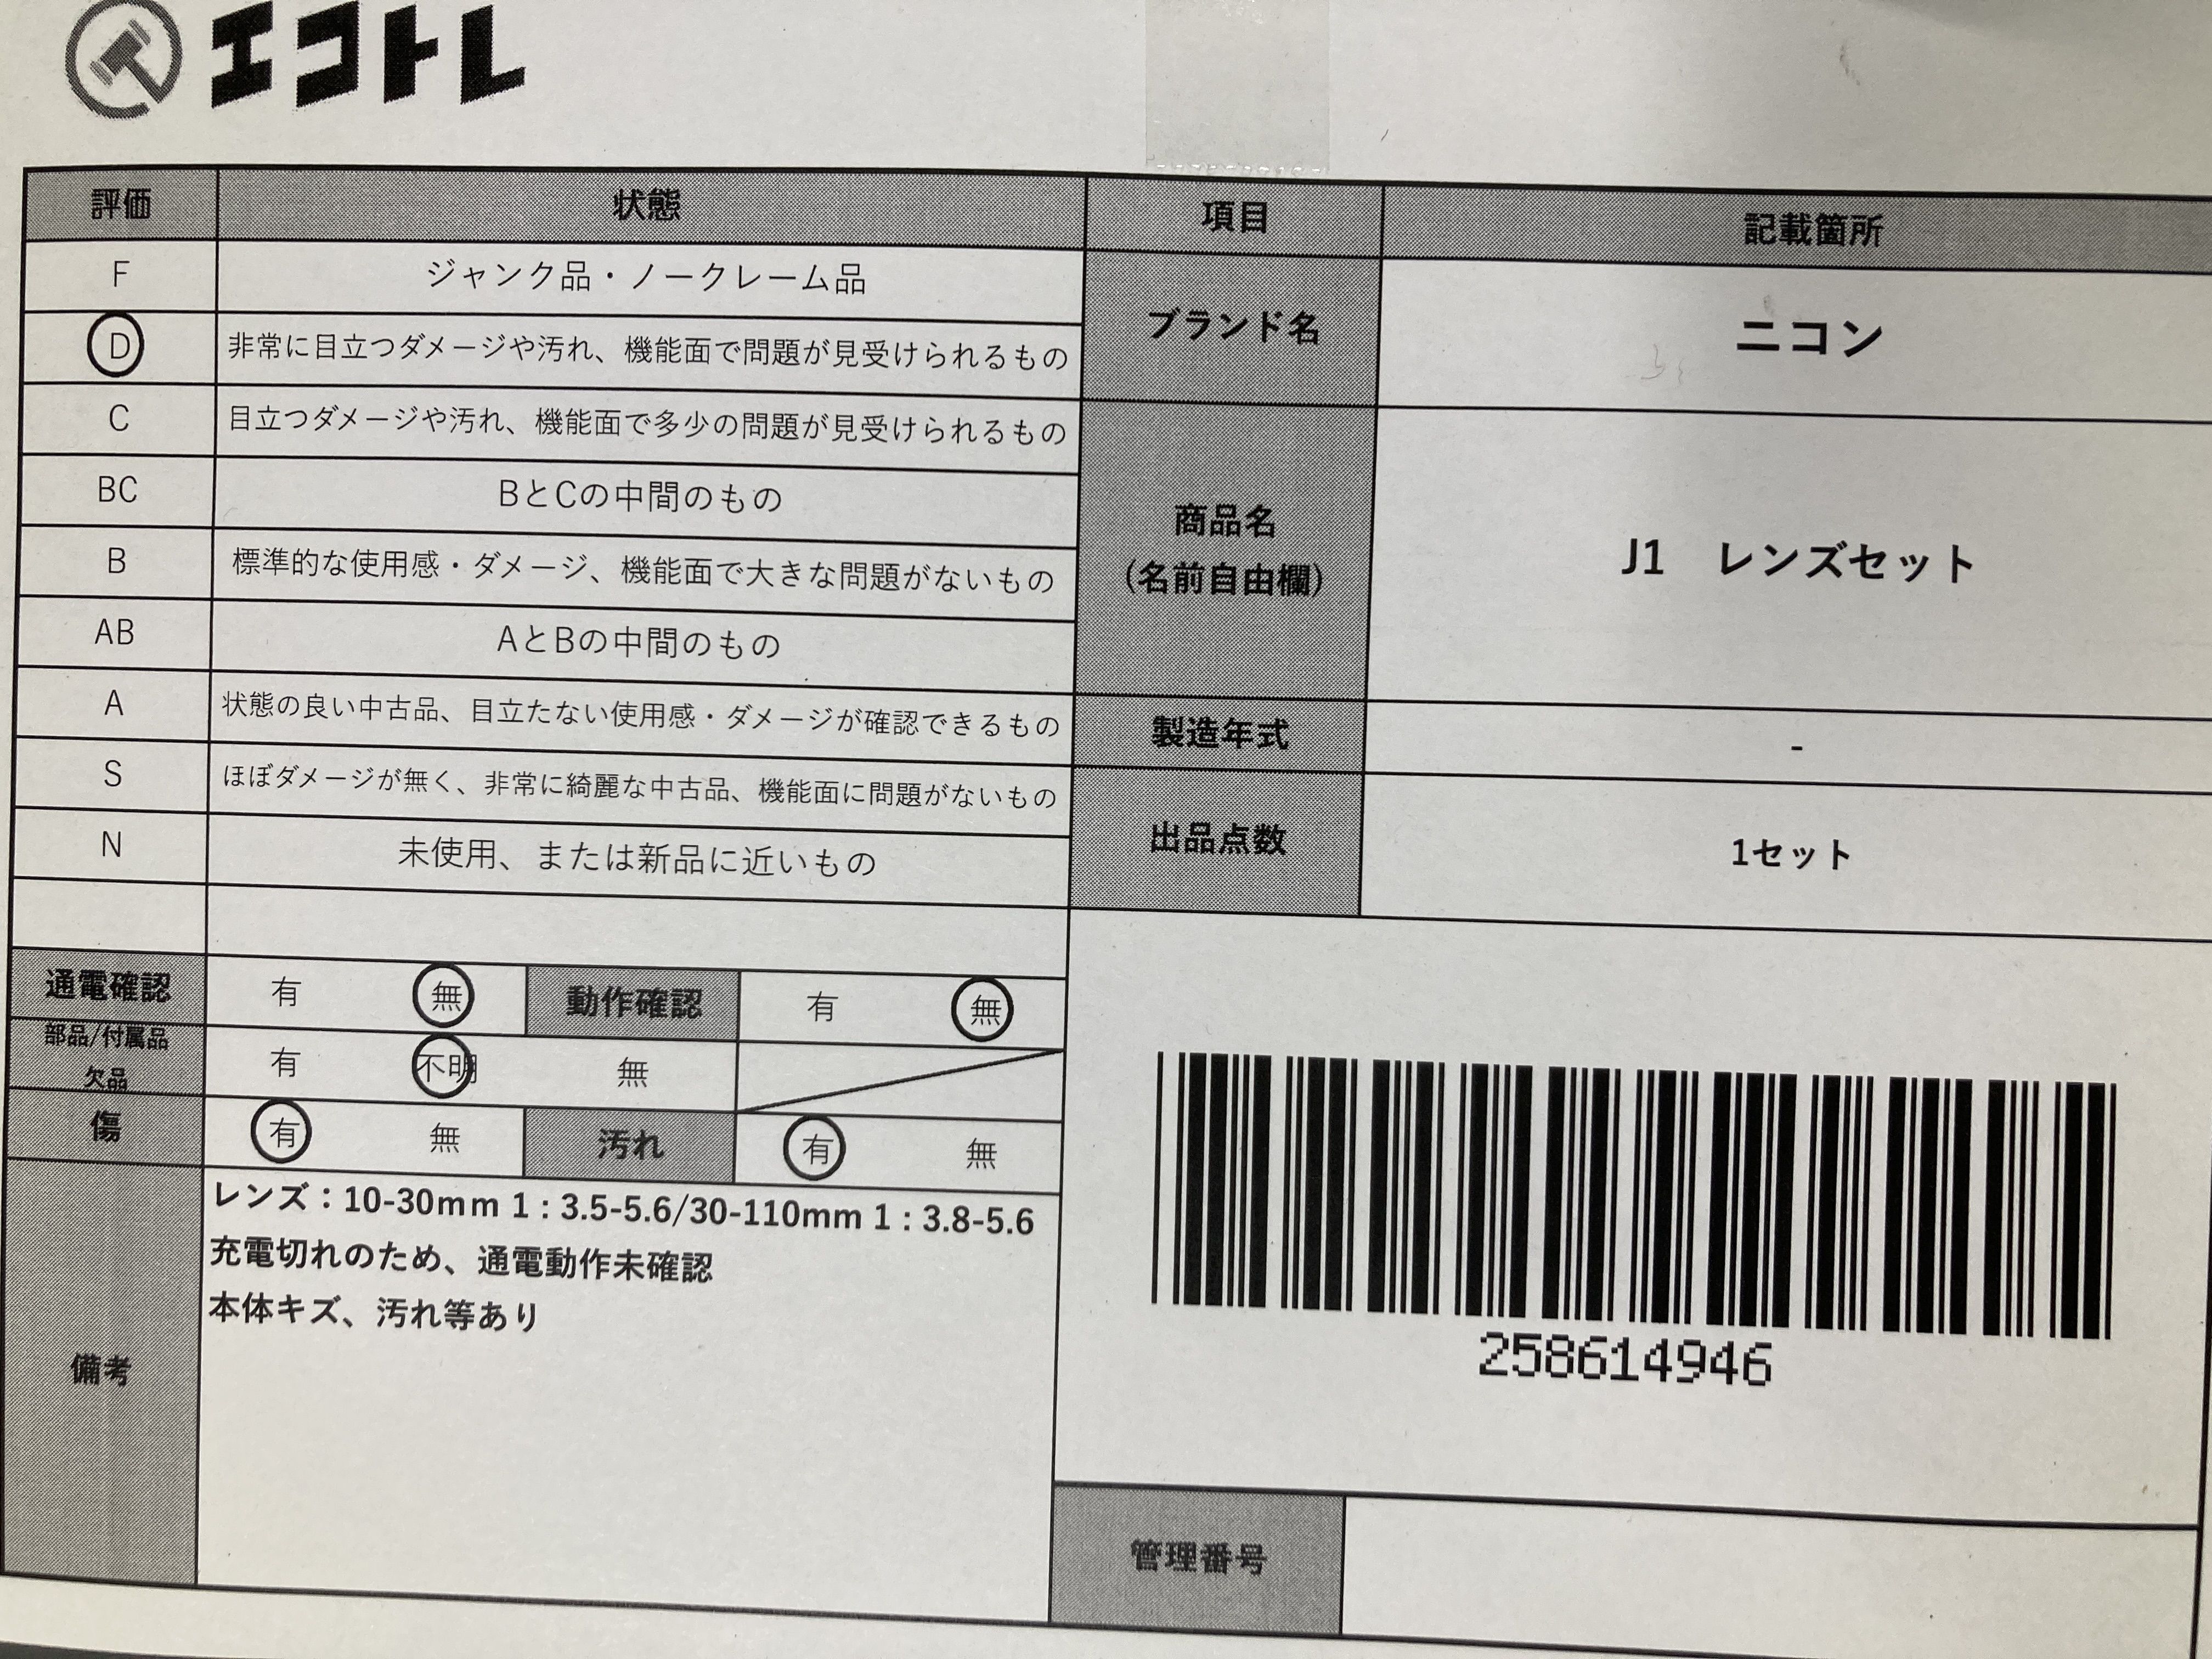 エコトレ
評価 状態 項目 記載箇所
F ジャンク品・ノークレーム品
D 非常に目立つダメージや汚れ、機能面で問題が見受けられるもの
C 目立つダメージや汚れ、機能面で多少の問題が見受けられるもの
BC BとCの中間のもの
B 標準的な使用感・ダメージ、機能面で大きな問題がないもの
AB AとBの中間のもの
A 状態の良い中古品、目立たない使用感・ダメージが確認できるもの
S ほぼダメージが無く、非常に綺麗な中古品、機能面に問題がないもの
N 未使用、または新品に近いもの
ブランド名 ニコン
商品名
(名前自由欄) J1 レンズセット
製造年式 -
出品点数 1セット
通電確認 有 無 動作確認 有 無
部品/付属品
欠品 有 不明 無
傷 有 無 汚れ 有 無
備考
レンズ：10-30mm 1：3.5-5.6/30-110mm 1：3.8-5.6
充電切れのため、通電動作未確認
本体キズ、汚れ等あり
258614946
管理番号